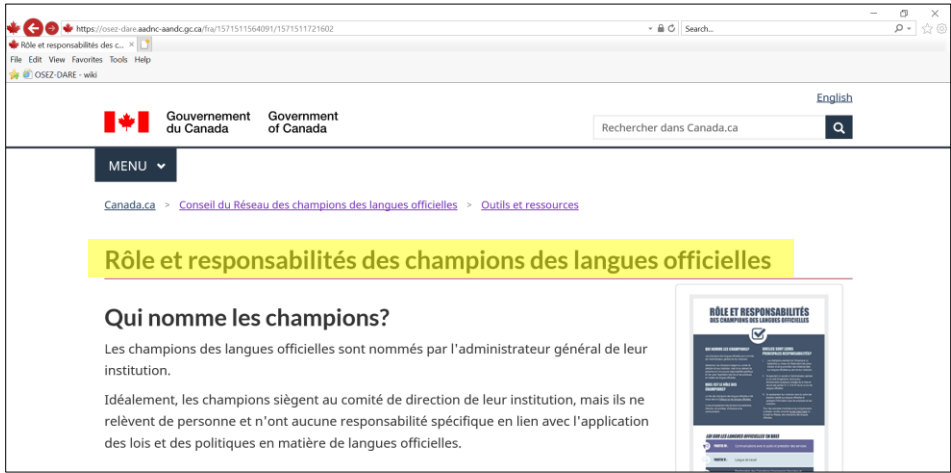 https://osez-dare.aadnc-aandc.gc.ca/fra/1571511564091/1571511721602
Search...
Rôle et responsabilités des c...
File Edit View Favorites Tools Help
OSEZ-DARE - wiki
English
Gouvernement du Canada
Government of Canada
Rechercher dans Canada.ca
MENU
Canada.ca > Conseil du Réseau des champions des langues officielles > Outils et ressources
Rôle et responsabilités des champions des langues officielles
Qui nomme les champions?
Les champions des langues officielles sont nommés par l'administrateur général de leur
institution.
Idéalement, les champions siègent au comité de direction de leur institution, mais ils ne
relèvent de personne et n'ont aucune responsabilité spécifique en lien avec l'application
des lois et des politiques en matière de langues officielles.
RÔLE ET RESPONSABILITÉS
DES CHAMPIONS DES LANGUES OFFICIELLES
QUI NOMME LES CHAMPIONS?